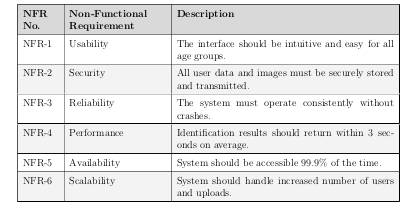 NFR Non-Functional Description
No. Requirement
NFR-1 Usability The interface should be intuitive and easy for all
age groups.
NFR-2 Security All user data and images must be securely stored
and transmitted.
NFR-3 Reliability The system must operate consistently without
crashes.
NFR-4 Performance Identification results should return within 3 sec-
onds on average.
NFR-5 Availability System should be accessible 99.9% of the time.
NFR-6 Scalability System should handle increased number of users
and uploads.